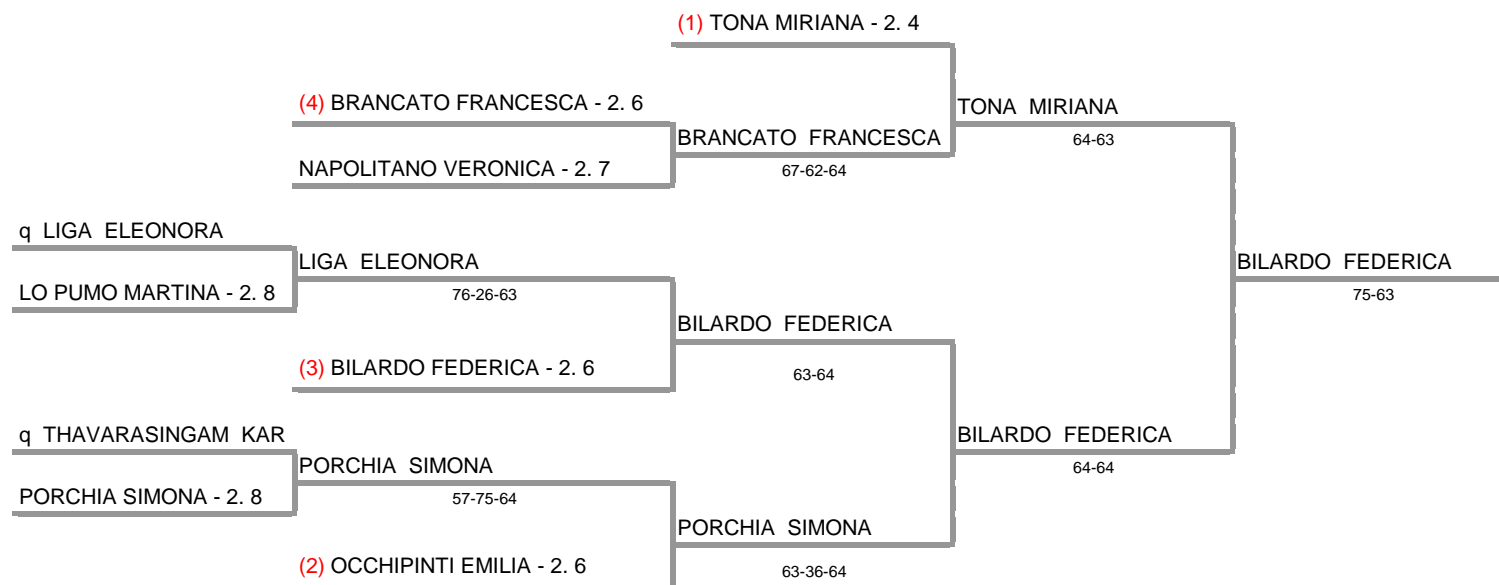 (1) TONA MIRIANA - 2. 4
(4) BRANCATO FRANCESCA - 2. 6
TONA MIRIANA
64-63
BRANCATO FRANCESCA
67-62-64
NAPOLITANO VERONICA - 2. 7
q LIGA ELEONORA
LIGA ELEONORA
76-26-63
LO PUMO MARTINA - 2. 8
BILARDO FEDERICA
75-63
BILARDO FEDERICA
63-64
(3) BILARDO FEDERICA - 2. 6
q THAVARASINGAM KAR
BILARDO FEDERICA
64-64
PORCHIA SIMONA
57-75-64
PORCHIA SIMONA - 2. 8
PORCHIA SIMONA
63-36-64
(2) OCCHIPINTI EMILIA - 2. 6